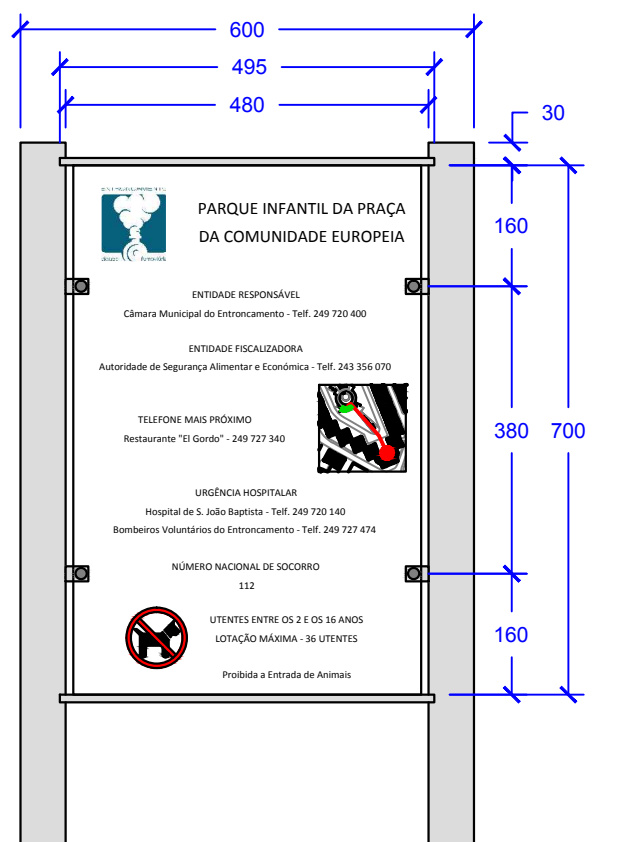 600
495
480
30
ENTRONCAMENTO
PARQUE INFANTIL DA PRAÇA
DA COMUNIDADE EUROPEIA
160
ENTIDADE RESPONSÁVEL
Câmara Municipal do Entroncamento - Telf. 249 720 400
ENTIDADE FISCALIZADORA
Autoridade de Segurança Alimentar e Económica - Telf. 243 356 070
TELEFONE MAIS PRÓXIMO
Restaurante "El Gordo" - 249 727 340
380
700
URGÊNCIA HOSPITALAR
Hospital de S. João Baptista - Telf. 249 720 140
Bombeiros Voluntários do Entroncamento - Telf. 249 727 474
NÚMERO NACIONAL DE SOCORRO
112
UTENTES ENTRE OS 2 E OS 16 ANOS
LOTAÇÃO MÁXIMA - 36 UTENTES
160
Proibida a Entrada de Animais